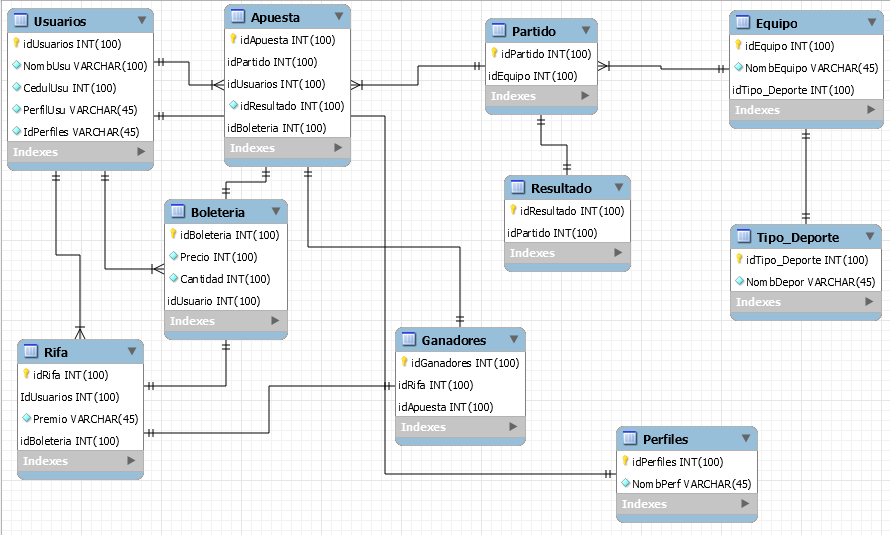 Usuarios
idUsuarios INT(100)
NombUsu VARCHAR(100)
CedulUsu INT(100)
PerfilUsu VARCHAR(45)
IdPerfiles VARCHAR(45)
Indexes
Apuesta
idApuesta INT(100)
idPartido INT(100)
idUsuarios INT(100)
idResultado INT(100)
idBoleteria INT(100)
Indexes
Partido
idPartido INT(100)
idEquipo INT(100)
Indexes
Equipo
idEquipo INT(100)
NombEquipo VARCHAR(45)
idTipo_Deporte INT(100)
Indexes
Boleteria
idBoleteria INT(100)
Precio INT(100)
Cantidad INT(100)
idUsuario INT(100)
Indexes
Resultado
idResultado INT(100)
idPartido INT(100)
Indexes
Tipo_Deporte
idTipo_Deporte INT(100)
NombDepor VARCHAR(45)
Indexes
Rifa
idRifa INT(100)
IdUsuarios INT(100)
Premio VARCHAR(45)
idBoleteria INT(100)
Indexes
Ganadores
idGanadores INT(100)
idRifa INT(100)
idApuesta INT(100)
Indexes
Perfiles
idPerfiles INT(100)
NombPerf VARCHAR(45)
Indexes